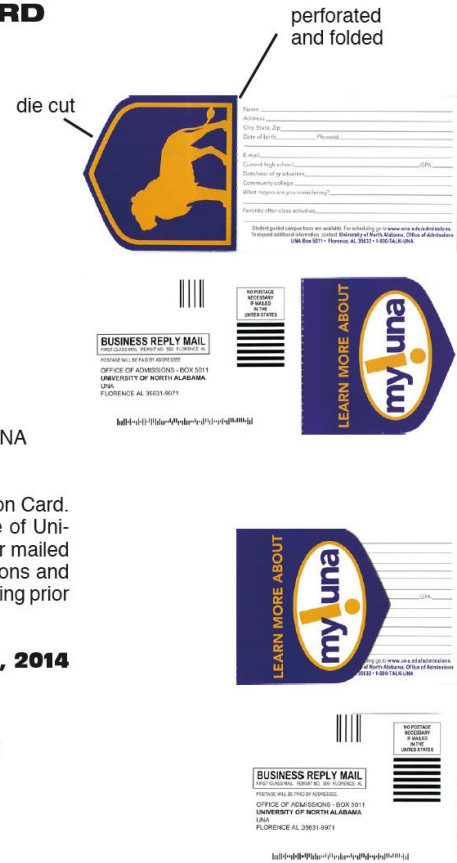 RD
perforated
and folded
die cut
Name
Address
City, State, Zip
Date of birth Phone(s)
E-mail
Current high school GPA
Date/year of graduation
Community college
What majors are you considering?
Favorite after-class activities
Student guided campus tours are available. For scheduling go to www.una.edu/admissions.
To request additional information, contact University of North Alabama, Office of Admissions
UNA Box 5011 • Florence, AL 35632 • 1-800-TALK-UNA
NO POSTAGE
NECESSARY
IF MAILED
IN THE
UNITED STATES
BUSINESS REPLY MAIL
FIRST-CLASS MAIL PERMIT NO. 593 FLORENCE AL
POSTAGE WILL BE PAID BY ADDRESSEE
OFFICE OF ADMISSIONS - BOX 5011
UNIVERSITY OF NORTH ALABAMA
UNA
FLORENCE AL 35631-9971
LEARN MORE ABOUT
my i una
NA
on Card.
e of Uni-
r mailed
ons and
ing prior
, 2014
LEARN MORE ABOUT
my i una
GPA
go to www.una.edu/admissions
of North Alabama, Office of Admissions
35632 • 1-800-TALK-UNA
NO POSTAGE
NECESSARY
IF MAILED
IN THE
UNITED STATES
BUSINESS REPLY MAIL
FIRST-CLASS MAIL PERMIT NO. 593 FLORENCE AL
POSTAGE WILL BE PAID BY ADDRESSEE
OFFICE OF ADMISSIONS - BOX 5011
UNIVERSITY OF NORTH ALABAMA
UNA
FLORENCE AL 35631-9971